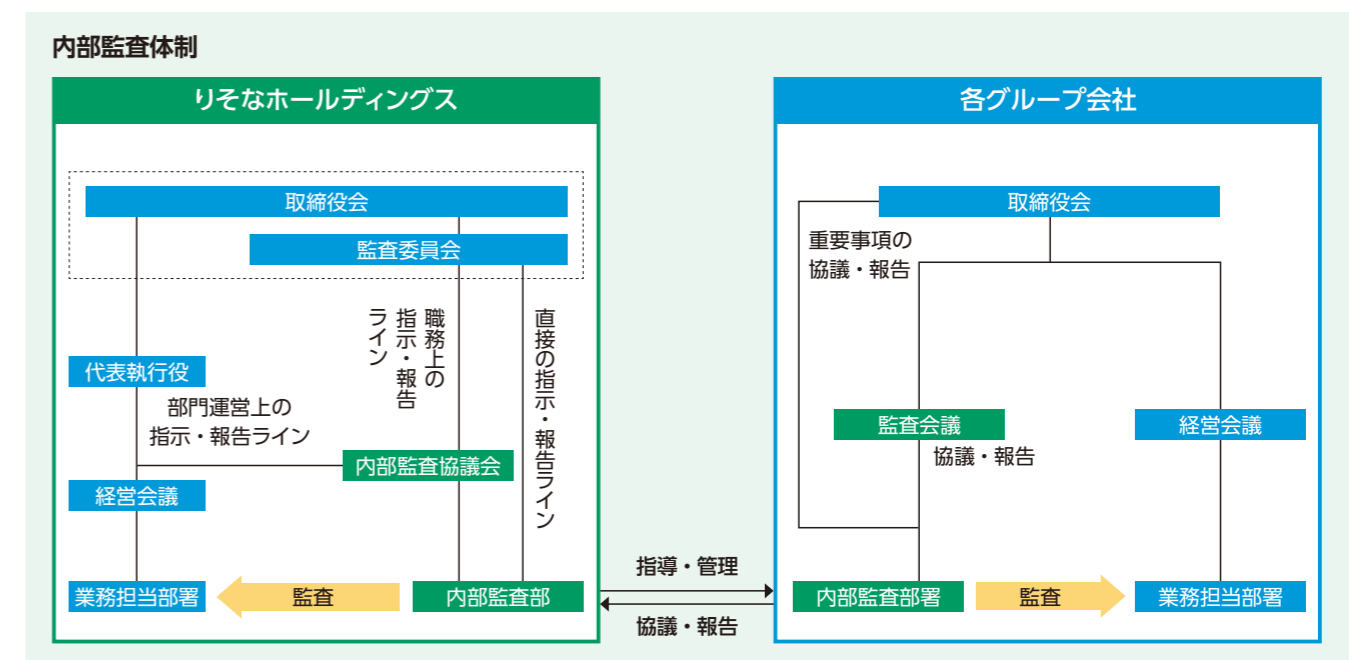 内部監査体制
りそなホールディングス
取締役会
監査委員会
職務上の
指示・報告
ライン
直接の指示・報告ライン
代表執行役
部門運営上の
指示・報告ライン
内部監査協議会
経営会議
業務担当部署
監査
内部監査部
指導・管理
協議・報告
各グループ会社
取締役会
重要事項の
協議・報告
監査会議
協議・報告
経営会議
内部監査部署
監査
業務担当部署